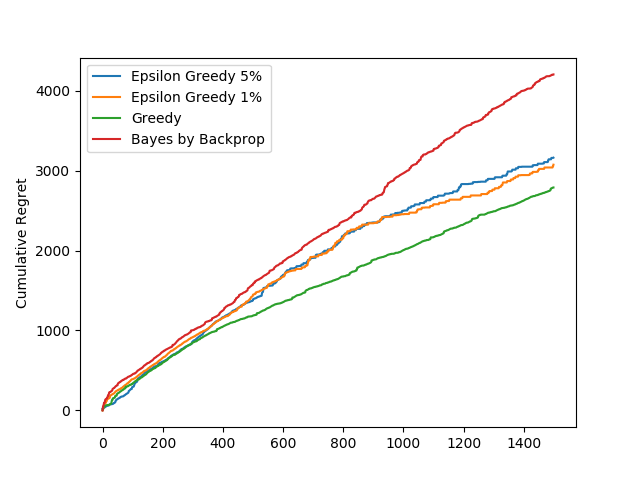 Epsilon Greedy 5%
Epsilon Greedy 1%
Greedy
Bayes by Backprop
Cumulative Regret
4000
3000
2000
1000
0
0 200 400 600 800 1000 1200 1400